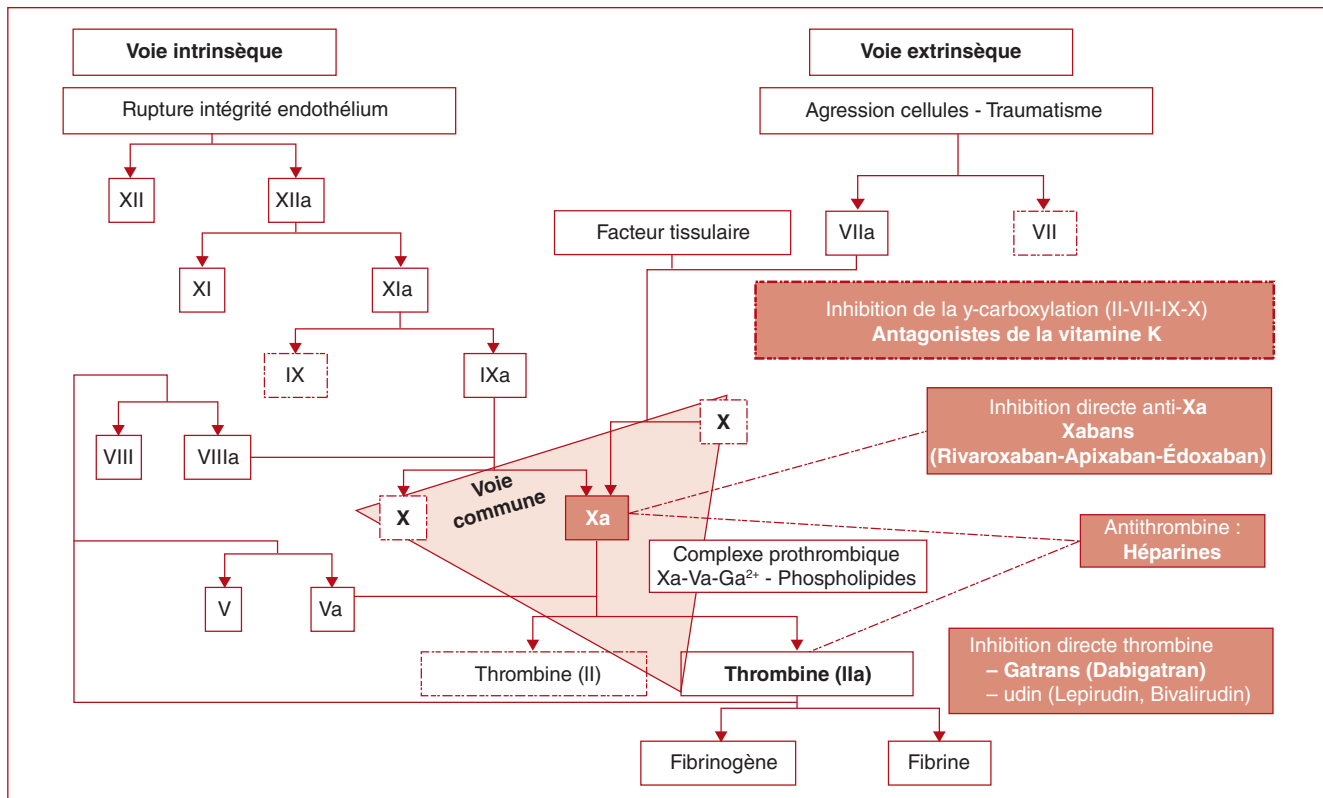 Voie intrinsèque
Voie extrinsèque
Rupture intégrité endothélium
Agression cellules - Traumatisme
XII
XIIa
Facteur tissulaire
VIIa
VII
XI
XIa
Inhibition de la y-carboxylation (II-VII-IX-X)
Antagonistes de la vitamine K
IX
IXa
X
Inhibition directe anti-Xa
Xabans
(Rivaroxaban-Apixaban-Édoxaban)
VIII
VIIIa
Voie
commune
X
Xa
Antithrombine :
Héparines
Complexe prothrombique
Xa-Va-Ga²⁺ - Phospholipides
V
Va
Thrombine (II)
Thrombine (IIa)
Inhibition directe thrombine
– Gatrans (Dabigatran)
– udin (Lepirudin, Bivalirudin)
Fibrinogène
Fibrine